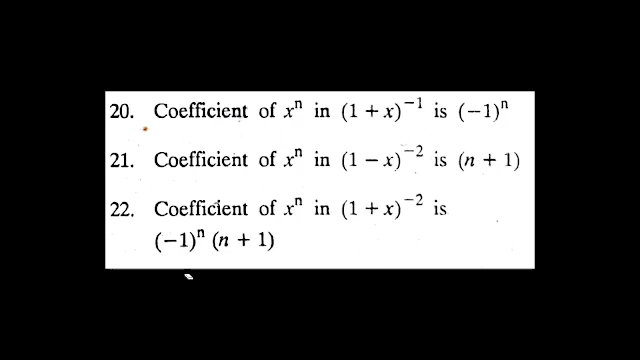 20. Coefficient of xⁿ in (1 + x)⁻¹ is (−1)ⁿ
21. Coefficient of xⁿ in (1 − x)⁻² is (n + 1)
22. Coefficient of xⁿ in (1 + x)⁻² is
(−1)ⁿ (n + 1)